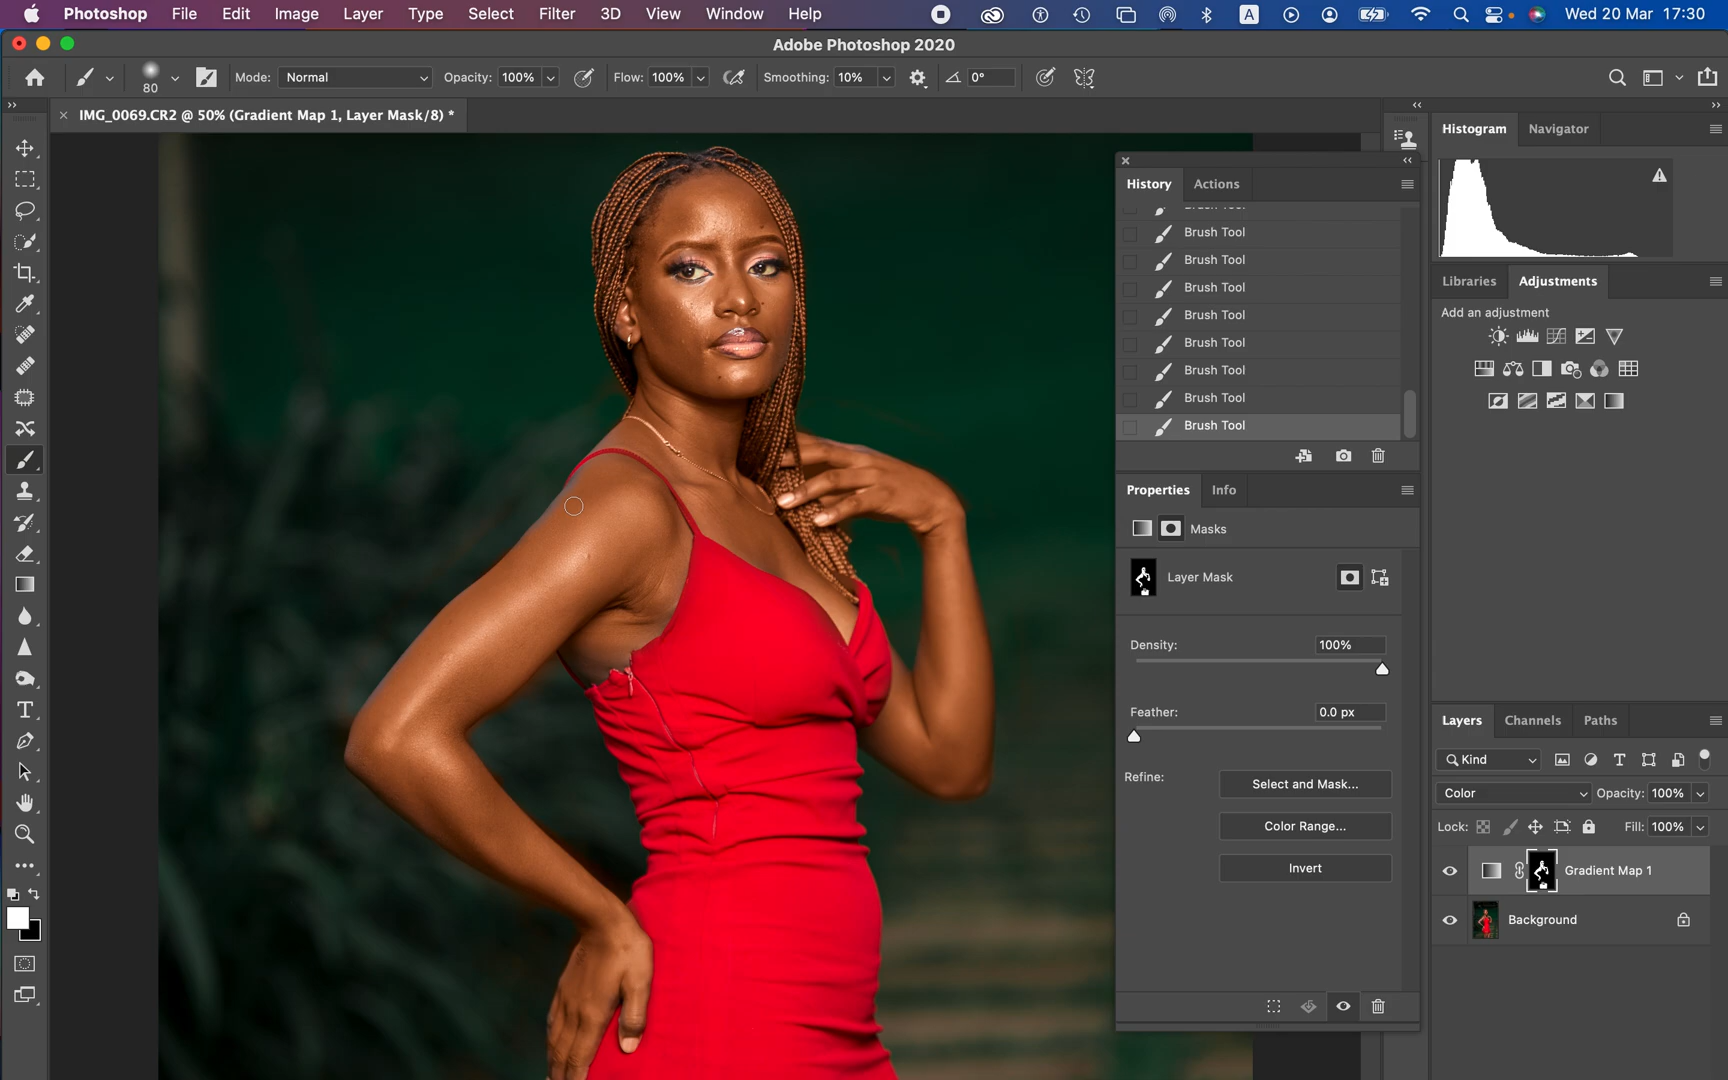 Photoshop File Edit Image Layer Type Select Filter 3D View Window Help A Wed 20 Mar 17:30
Adobe Photoshop 2020
80 Mode: Normal Opacity: 100% Flow: 100% Smoothing: 10% 0°
IMG_0069.CR2 @ 50% (Gradient Map 1, Layer Mask/8) *
Histogram Navigator
History Actions
Brush Tool
Brush Tool
Brush Tool
Brush Tool
Brush Tool
Brush Tool
Brush Tool
Brush Tool
Brush Tool
Properties Info
Masks
Layer Mask
Density: 100%
Feather: 0.0 px
Refine: Select and Mask...
Color Range...
Invert
Libraries Adjustments
Add an adjustment
Layers Channels Paths
Kind
Color Opacity: 100%
Lock: Fill: 100%
Gradient Map 1
Background